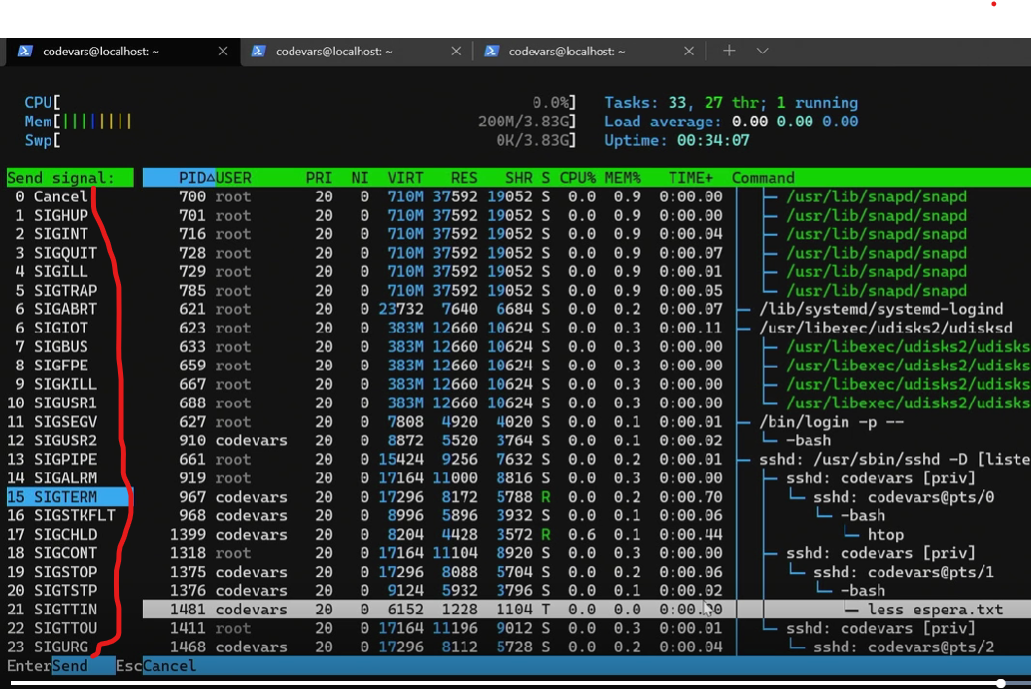 codevars@localhost: ~ codevars@localhost: ~ codevars@localhost: ~
CPU[ 0.0%] Tasks: 33, 27 thr; 1 running
Mem[||||||||| 200M/3.83G] Load average: 0.00 0.00 0.00
Swp[ 0K/3.83G] Uptime: 00:34:07
Send signal: PID△USER PRI NI VIRT RES SHR S CPU% MEM% TIME+ Command
0 Cancel 700 root 20 0 710M 37592 19052 S 0.0 0.9 0:00.00 /usr/lib/snapd/snapd
1 SIGHUP 701 root 20 0 710M 37592 19052 S 0.0 0.9 0:00.00 /usr/lib/snapd/snapd
2 SIGINT 716 root 20 0 710M 37592 19052 S 0.0 0.9 0:00.04 /usr/lib/snapd/snapd
3 SIGQUIT 728 root 20 0 710M 37592 19052 S 0.0 0.9 0:00.07 /usr/lib/snapd/snapd
4 SIGILL 729 root 20 0 710M 37592 19052 S 0.0 0.9 0:00.01 /usr/lib/snapd/snapd
5 SIGTRAP 785 root 20 0 710M 37592 19052 S 0.0 0.9 0:00.05 /usr/lib/snapd/snapd
6 SIGABRT 621 root 20 0 23732 7640 6684 S 0.0 0.2 0:00.07 /lib/systemd/systemd-logind
6 SIGIOT 623 root 20 0 383M 12660 10624 S 0.0 0.3 0:00.11 /usr/libexec/udisks2/udisksd
7 SIGBUS 633 root 20 0 383M 12660 10624 S 0.0 0.3 0:00.00 /usr/libexec/udisks2/udisks
8 SIGFPE 659 root 20 0 383M 12660 10624 S 0.0 0.3 0:00.00 /usr/libexec/udisks2/udisks
9 SIGKILL 667 root 20 0 383M 12660 10624 S 0.0 0.3 0:00.00 /usr/libexec/udisks2/udisks
10 SIGUSR1 688 root 20 0 383M 12660 10624 S 0.0 0.3 0:00.00 /usr/libexec/udisks2/udisks
11 SIGSEGV 627 root 20 0 7808 4920 4020 S 0.0 0.1 0:00.01 /bin/login -p --
12 SIGUSR2 910 codevars 20 0 8872 5520 3764 S 0.0 0.1 0:00.02 -bash
13 SIGPIPE 661 root 20 0 15424 9256 7632 S 0.0 0.2 0:00.01 sshd: /usr/sbin/sshd -D [liste
14 SIGALRM 919 root 20 0 17164 11000 8816 S 0.0 0.3 0:00.00 sshd: codevars [priv]
15 SIGTERM 967 codevars 20 0 17296 8172 5788 R 0.0 0.2 0:00.70 sshd: codevars@pts/0
16 SIGSTKFLT 968 codevars 20 0 8996 5896 3932 S 0.0 0.1 0:00.06 -bash
17 SIGCHLD 1399 codevars 20 0 8204 4428 3572 R 0.6 0.1 0:00.44 htop
18 SIGCONT 1318 root 20 0 17164 11104 8920 S 0.0 0.3 0:00.00 sshd: codevars [priv]
19 SIGSTOP 1375 codevars 20 0 17296 8088 5704 S 0.0 0.2 0:00.06 sshd: codevars@pts/1
20 SIGTSTP 1376 codevars 20 0 9124 5932 3796 S 0.0 0.1 0:00.02 -bash
21 SIGTTIN 1481 codevars 20 0 6152 1228 1104 T 0.0 0.0 0:00.00 less espera.txt
22 SIGTTOU 1411 root 20 0 17164 11196 9012 S 0.0 0.3 0:00.01 sshd: codevars [priv]
23 SIGURG 1468 codevars 20 0 17296 8112 5728 S 0.0 0.2 0:00.04 sshd: codevars@pts/2
EnterSend EscCancel